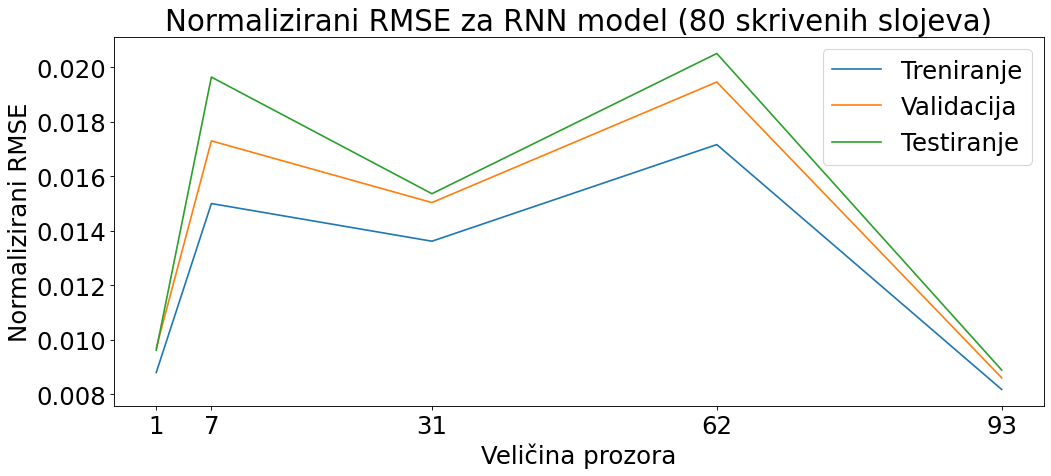 Normalizirani RMSE za RNN model (80 skrivenih slojeva)
Normalizirani RMSE
0.020
0.018
0.016
0.014
0.012
0.010
0.008
Treniranje
Validacija
Testiranje
1 7 31 62 93
Veličina prozora